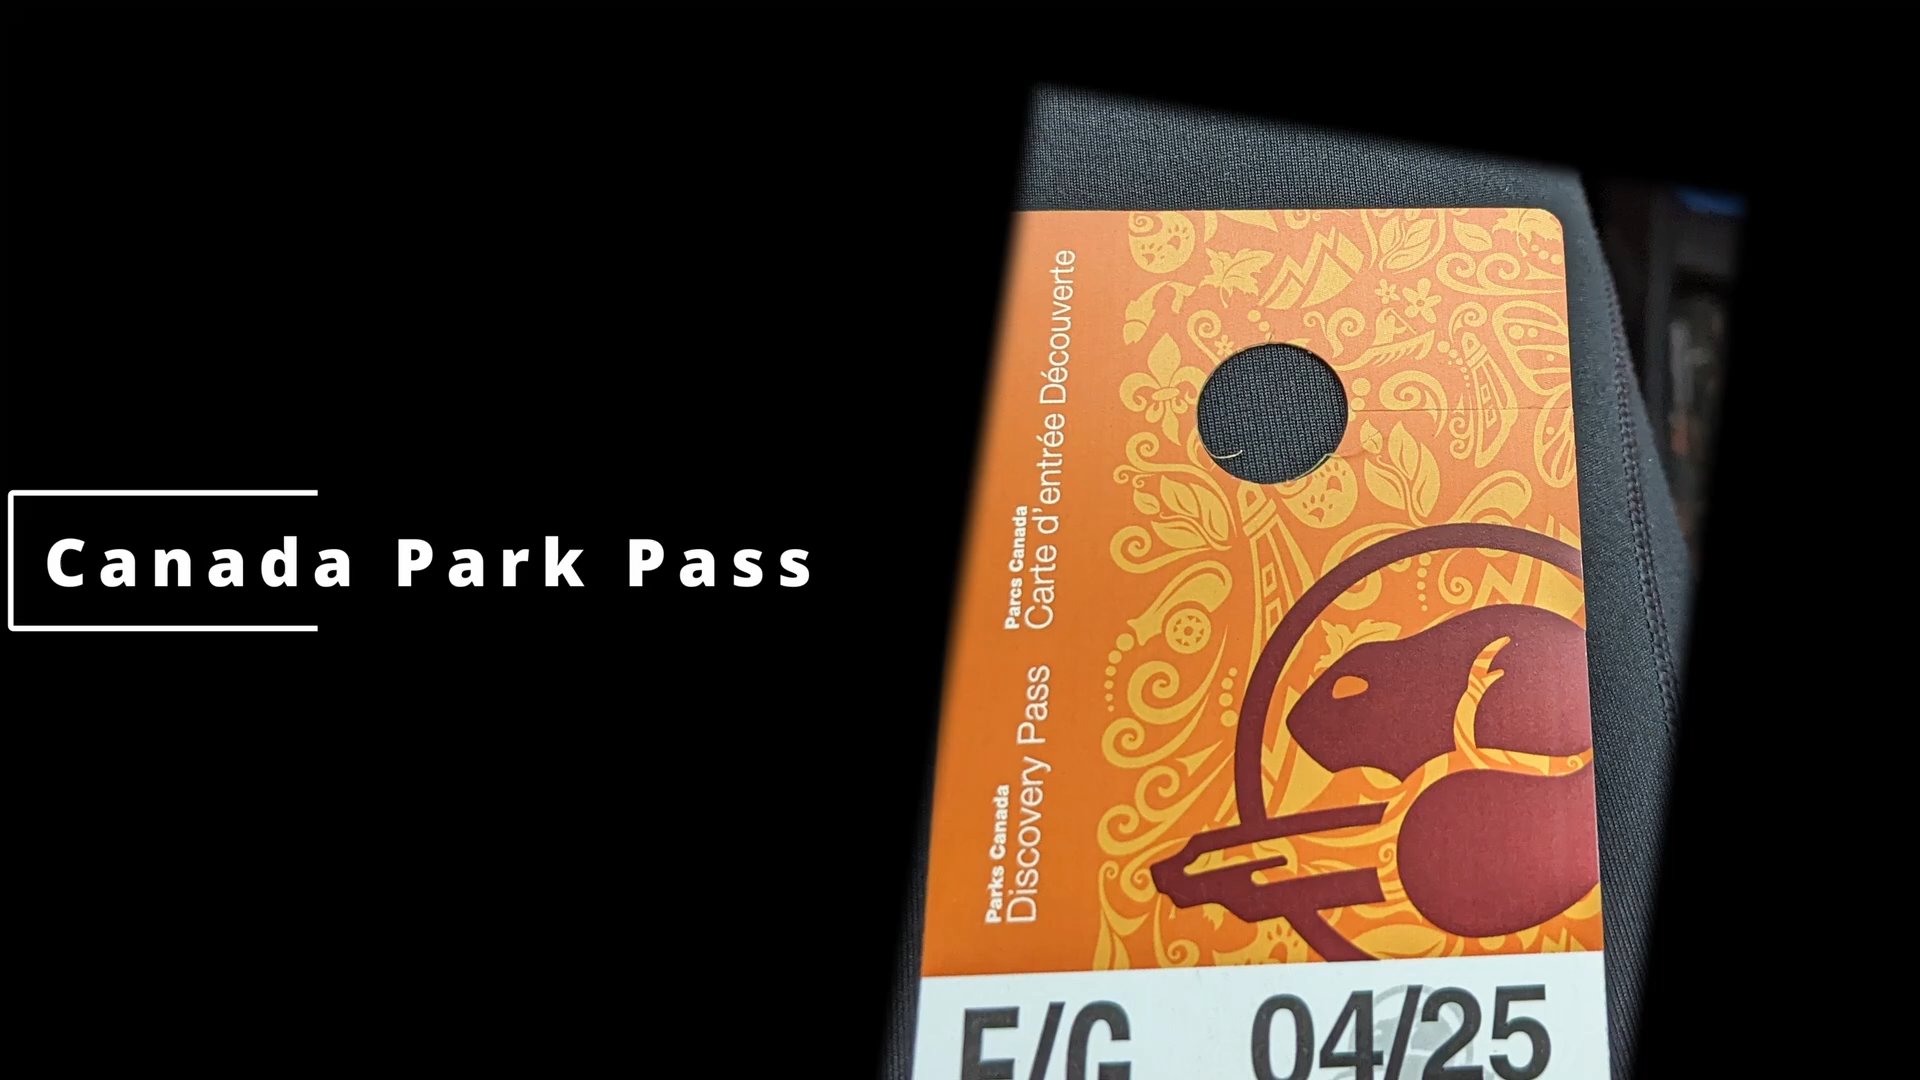 Canada Park Pass
Parks Canada
Discovery Pass
Parcs Canada
Carte d'entrée Découverte
F/G
04/25